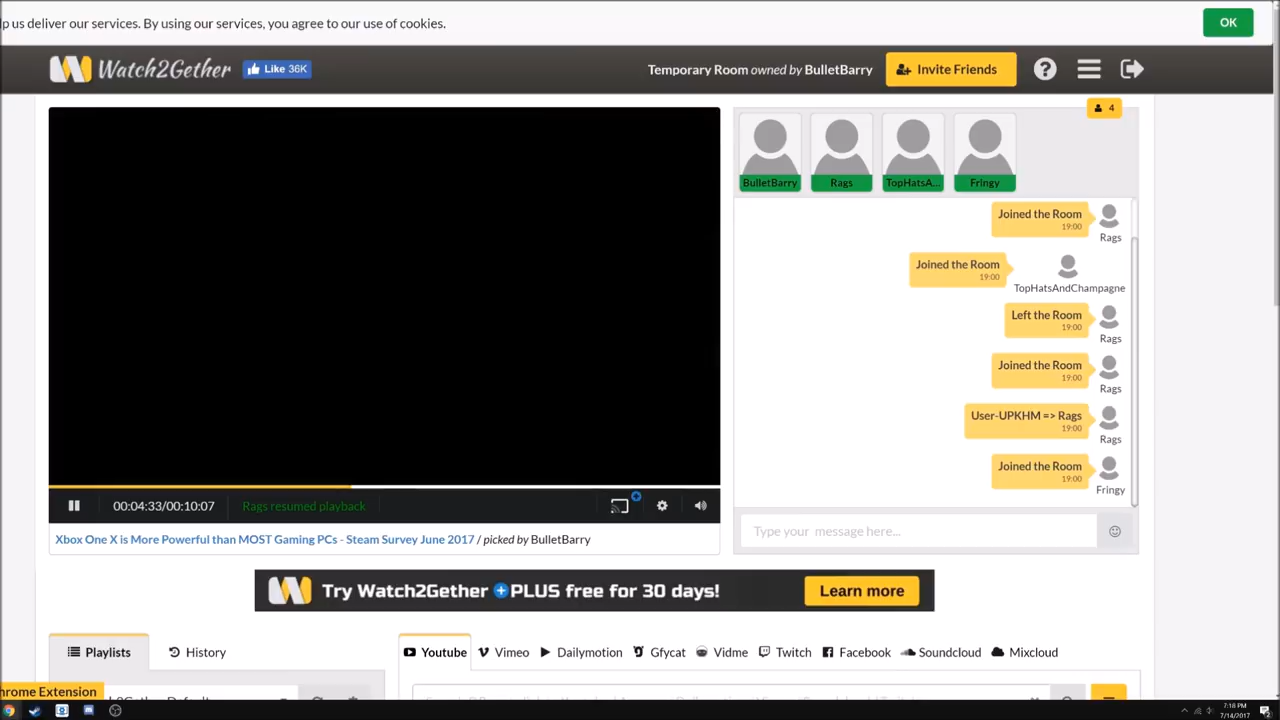 p us deliver our services. By using our services, you agree to our use of cookies.
OK
Watch2Gether
Like 36K
Temporary Room owned by BulletBarry
Invite Friends
4
BulletBarry
Rags
TopHatsA...
Fringy
Joined the Room
19:00
Rags
Joined the Room
19:00
TopHatsAndChampagne
Left the Room
19:00
Rags
Joined the Room
19:00
Rags
User-UPKHM => Rags
19:00
Rags
Joined the Room
19:00
Fringy
00:04:33/00:10:07
Rags resumed playback
Type your message here...
Xbox One X is More Powerful than MOST Gaming PCs - Steam Survey June 2017 / picked by BulletBarry
Try Watch2Gether PLUS free for 30 days!
Learn more
Playlists
History
Youtube
Vimeo
Dailymotion
Gfycat
Vidme
Twitch
Facebook
Soundcloud
Mixcloud
hrome Extension
7:18 PM
7/14/2017